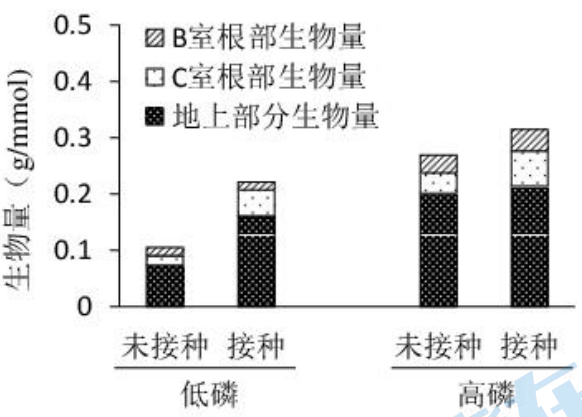 0.5
0.4
0.3
0.2
0.1
0
生物量（g/mmol)
B室根部生物量
C室根部生物量
地上部分生物量
未接种 接种 未接种 接种
低磷 高磷